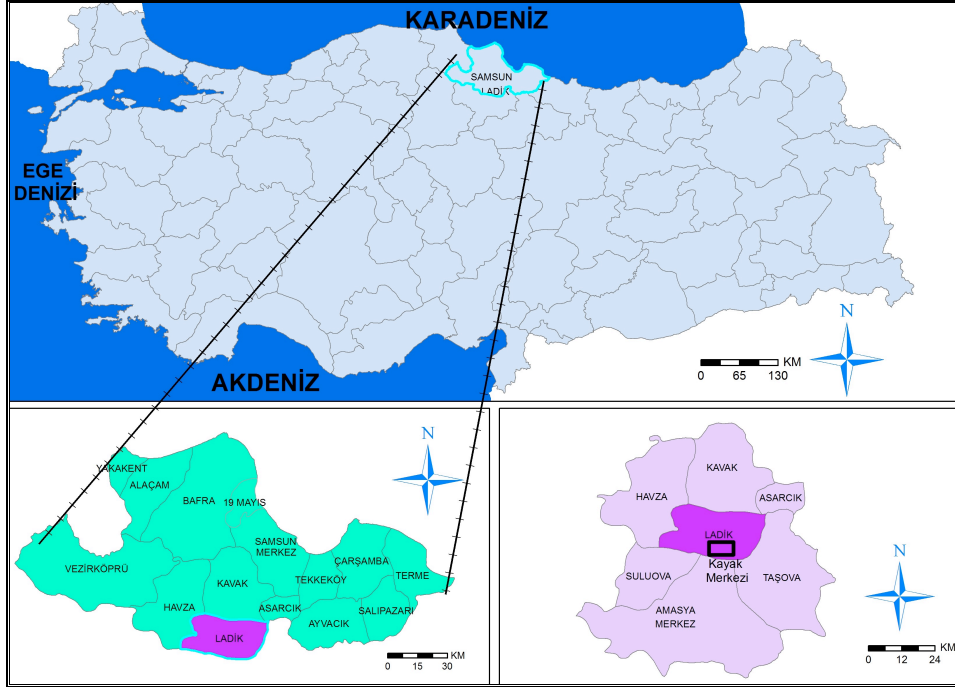 KARADENİZ
SAMSUN
LADİK
EGE
DENİZİ
AKDENİZ
N
KM
0 65 130
N
YAKAKENT
ALAÇAM
BAFRA
19 MAYIS
SAMSUN
MERKEZ
VEZİRKÖPRÜ
ÇARŞAMBA
TEKKEKÖY
TERME
KAVAK
HAVZA
ASARCIK
SALIPAZARI
AYVACIK
LADİK
KM
0 15 30
KAVAK
HAVZA
ASARCIK
LADİK
Kayak
Merkezi
SULUOVA
TAŞOVA
AMASYA
MERKEZ
N
KM
0 12 24